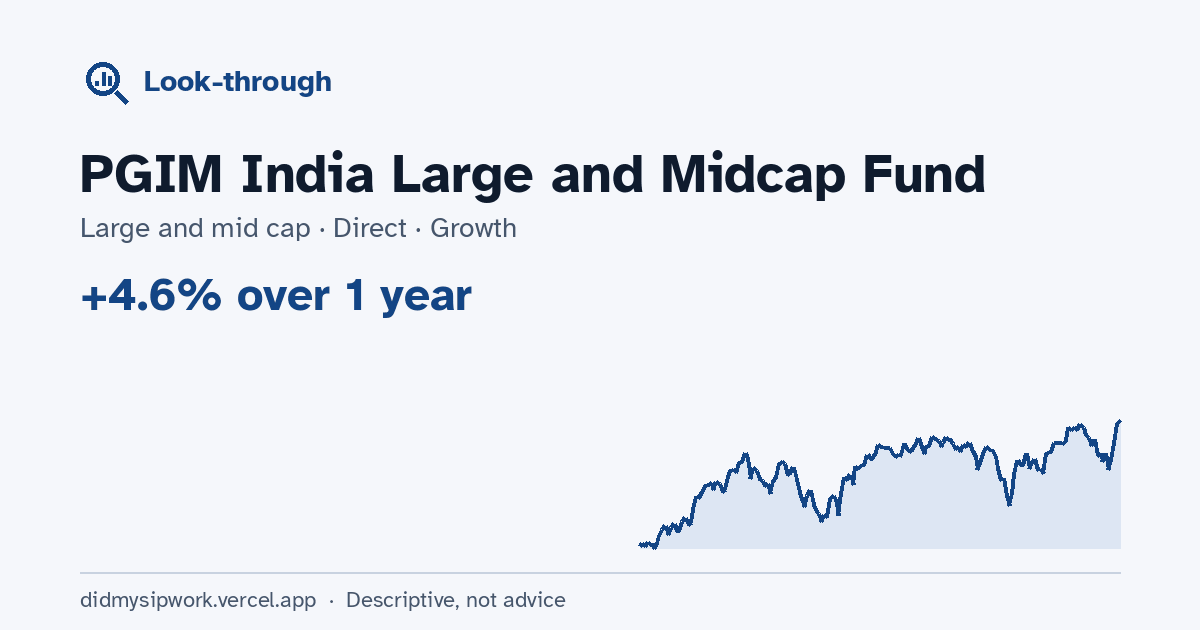 Look-through
PGIM India Large and Midcap Fund
Large and mid cap · Direct · Growth
+4.6% over 1 year
didmysipwork.vercel.app · Descriptive, not advice